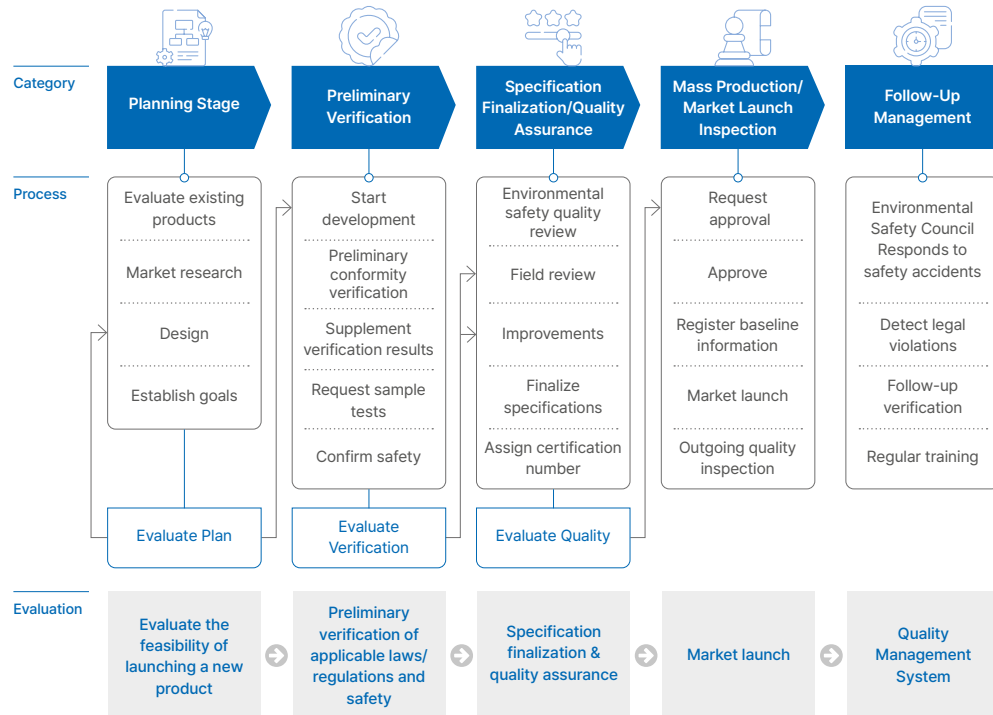 Category
Planning Stage
Preliminary
Verification
Specification
Finalization/Quality
Assurance
Mass Production/
Market Launch
Inspection
Follow-Up
Management
Process
Evaluate existing
products
Market research
Design
Establish goals
Evaluate Plan
Start
development
Preliminary
conformity
verification
Supplement
verification results
Request sample
tests
Confirm safety
Evaluate
Verification
Environmental
safety quality
review
Field review
Improvements
Finalize
specifications
Assign certification
number
Evaluate Quality
Request
approval
Approve
Register baseline
information
Market launch
Outgoing quality
inspection
Environmental
Safety Council
Responds to
safety accidents
Detect legal
violations
Follow-up
verification
Regular training
Evaluation
Evaluate the
feasibility of
launching a new
product
Preliminary
verification of
applicable laws/
regulations and
safety
Specification
finalization &
quality assurance
Market launch
Quality
Management
System